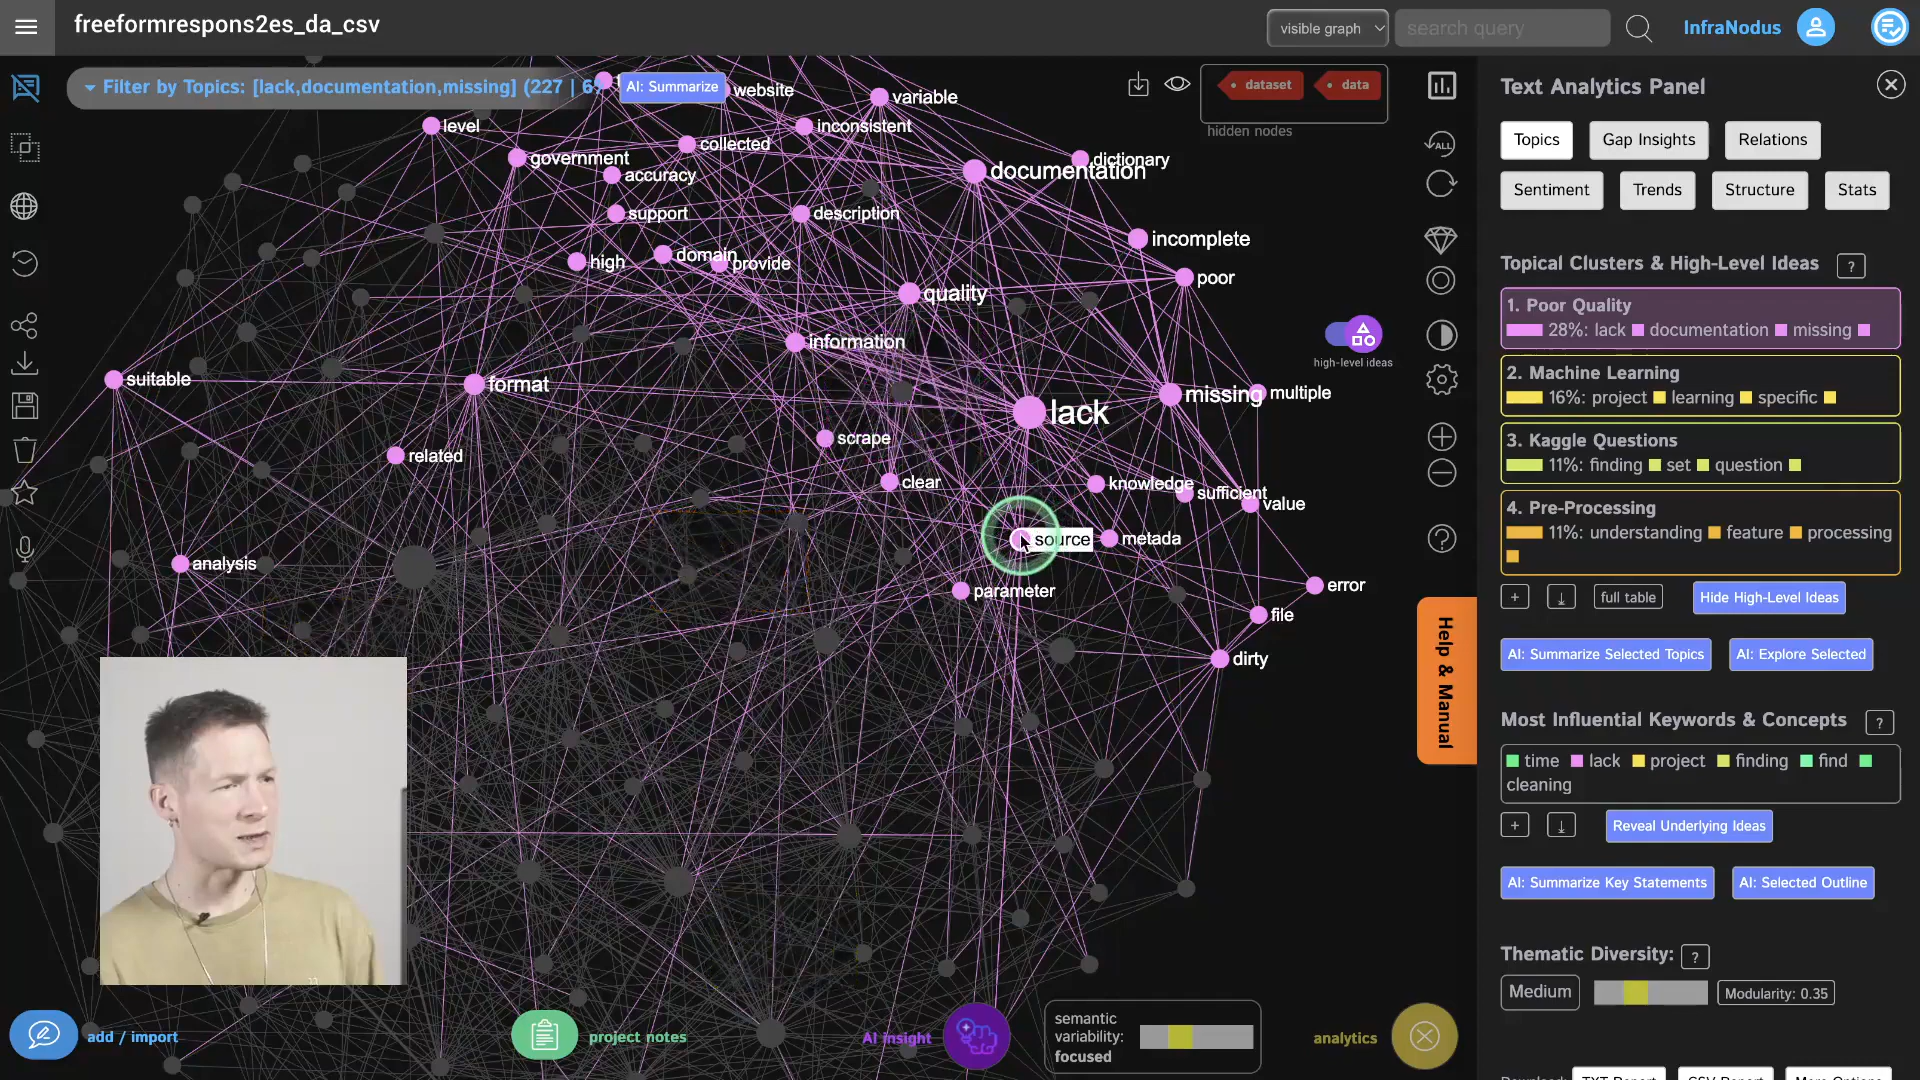 freeformrespons2es_da_csv
visible graph
search query
InfraNodus
Filter by Topics: [lack,documentation,missing] (227 |
AI: Summarize
website
variable
dataset
data
hidden nodes
level
inconsistent
collected
government
accuracy
dictionary
documentation
support
description
incomplete
high
domain
provide
poor
quality
information
high-level ideas
suitable
format
missing
multiple
lack
scrape
related
clear
knowledge
sufficient
value
source
metada
analysis
parameter
error
file
dirty
Help & Manual
add / import
project notes
AI insight
semantic
variability:
focused
analytics
Text Analytics Panel
Topics
Gap Insights
Relations
Sentiment
Trends
Structure
Stats
Topical Clusters & High-Level Ideas ?
1. Poor Quality
28%: lack documentation missing
2. Machine Learning
16%: project learning specific
3. Kaggle Questions
11%: finding set question
4. Pre-Processing
11%: understanding feature processing
+ ↓ full table Hide High-Level Ideas
AI: Summarize Selected Topics
AI: Explore Selected
Most Influential Keywords & Concepts ?
time lack project finding find
cleaning
+ ↓ Reveal Underlying Ideas
AI: Summarize Key Statements
AI: Selected Outline
Thematic Diversity: ?
Medium
Modularity: 0.35